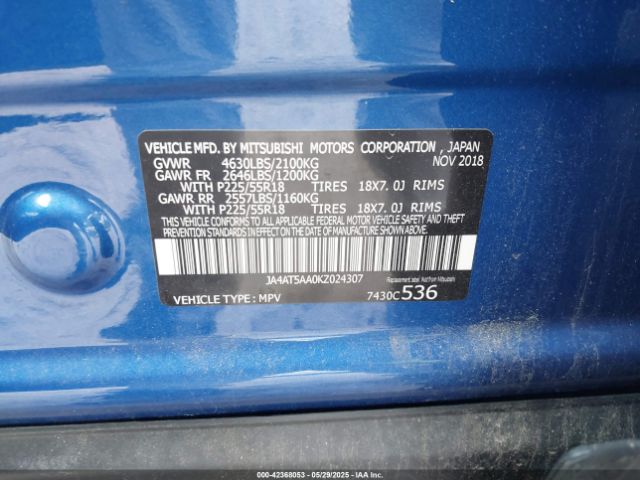 VEHICLE MFD. BY MITSUBISHI MOTORS CORPORATION, JAPAN
GVWR 4630LBS/2100KG NOV 2018
GAWR FR 2646LBS/1200KG
WITH P225/55R18 TIRES 18X7.0J RIMS
GAWR RR 2557LBS/1160KG
WITH P225/55R18 TIRES 18X7.0J RIMS
THIS VEHICLE CONFORMS TO ALL APPLICABLE FEDERAL MOTOR VEHICLE SAFETY AND THEFT
PREVENTION STANDARDS IN EFFECT ON THE DATE OF MANUFACTURE SHOWN ABOVE.
JA4AT5AA0KZ024307
VEHICLE TYPE: MPV 7430C536
00-42368053 - 05/29/2025 - IAA, Inc.